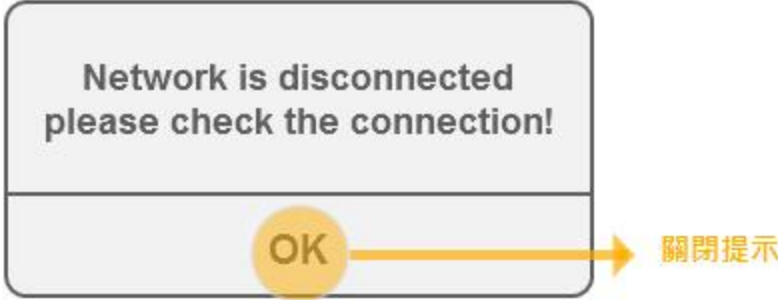 Network is disconnected
please check the connection!
OK
關閉提示